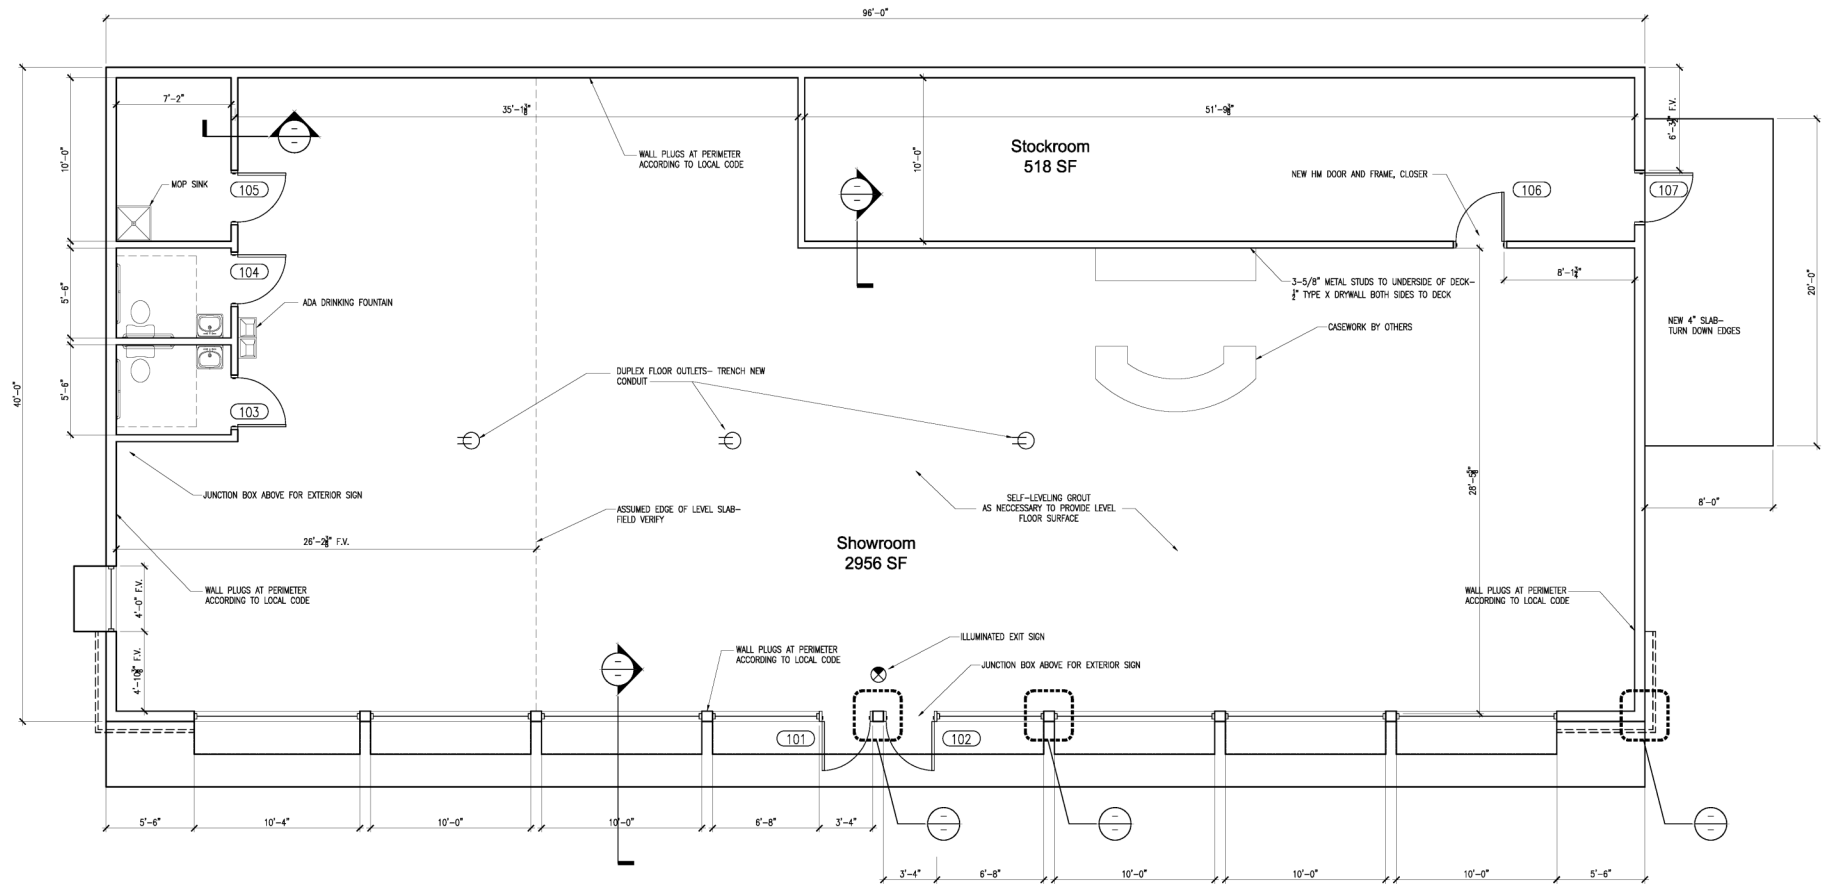 96'-0"
7'-2"
35'-1⅜"
51'-9⅜"
6'-3½" F.V.
10'-0"
10'-0"
Stockroom
518 SF
WALL PLUGS AT PERIMETER
ACCORDING TO LOCAL CODE
MOP SINK
105
NEW HM DOOR AND FRAME, CLOSER
106
107
104
5'-6"
ADA DRINKING FOUNTAIN
8'-1¾"
3-5/8" METAL STUDS TO UNDERSIDE OF DECK-
½" TYPE X DRYWALL BOTH SIDES TO DECK
20'-0"
NEW 4" SLAB-
TURN DOWN EDGES
CASEWORK BY OTHERS
DUPLEX FLOOR OUTLETS- TRENCH NEW
CONDUIT
40'-0"
5'-6"
103
JUNCTION BOX ABOVE FOR EXTERIOR SIGN
28'-5⅝"
SELF-LEVELING GROUT
AS NECCESSARY TO PROVIDE LEVEL
FLOOR SURFACE
8'-0"
ASSUMED EDGE OF LEVEL SLAB-
FIELD VERIFY
26'-2⅜" F.V.
Showroom
2956 SF
4'-0" F.V.
WALL PLUGS AT PERIMETER
ACCORDING TO LOCAL CODE
WALL PLUGS AT PERIMETER
ACCORDING TO LOCAL CODE
ILLUMINATED EXIT SIGN
WALL PLUGS AT PERIMETER
ACCORDING TO LOCAL CODE
JUNCTION BOX ABOVE FOR EXTERIOR SIGN
F.V.
101
102
5'-6"
10'-4"
10'-0"
10'-0"
6'-8"
3'-4"
3'-4"
6'-8"
10'-0"
10'-0"
10'-0"
5'-6"